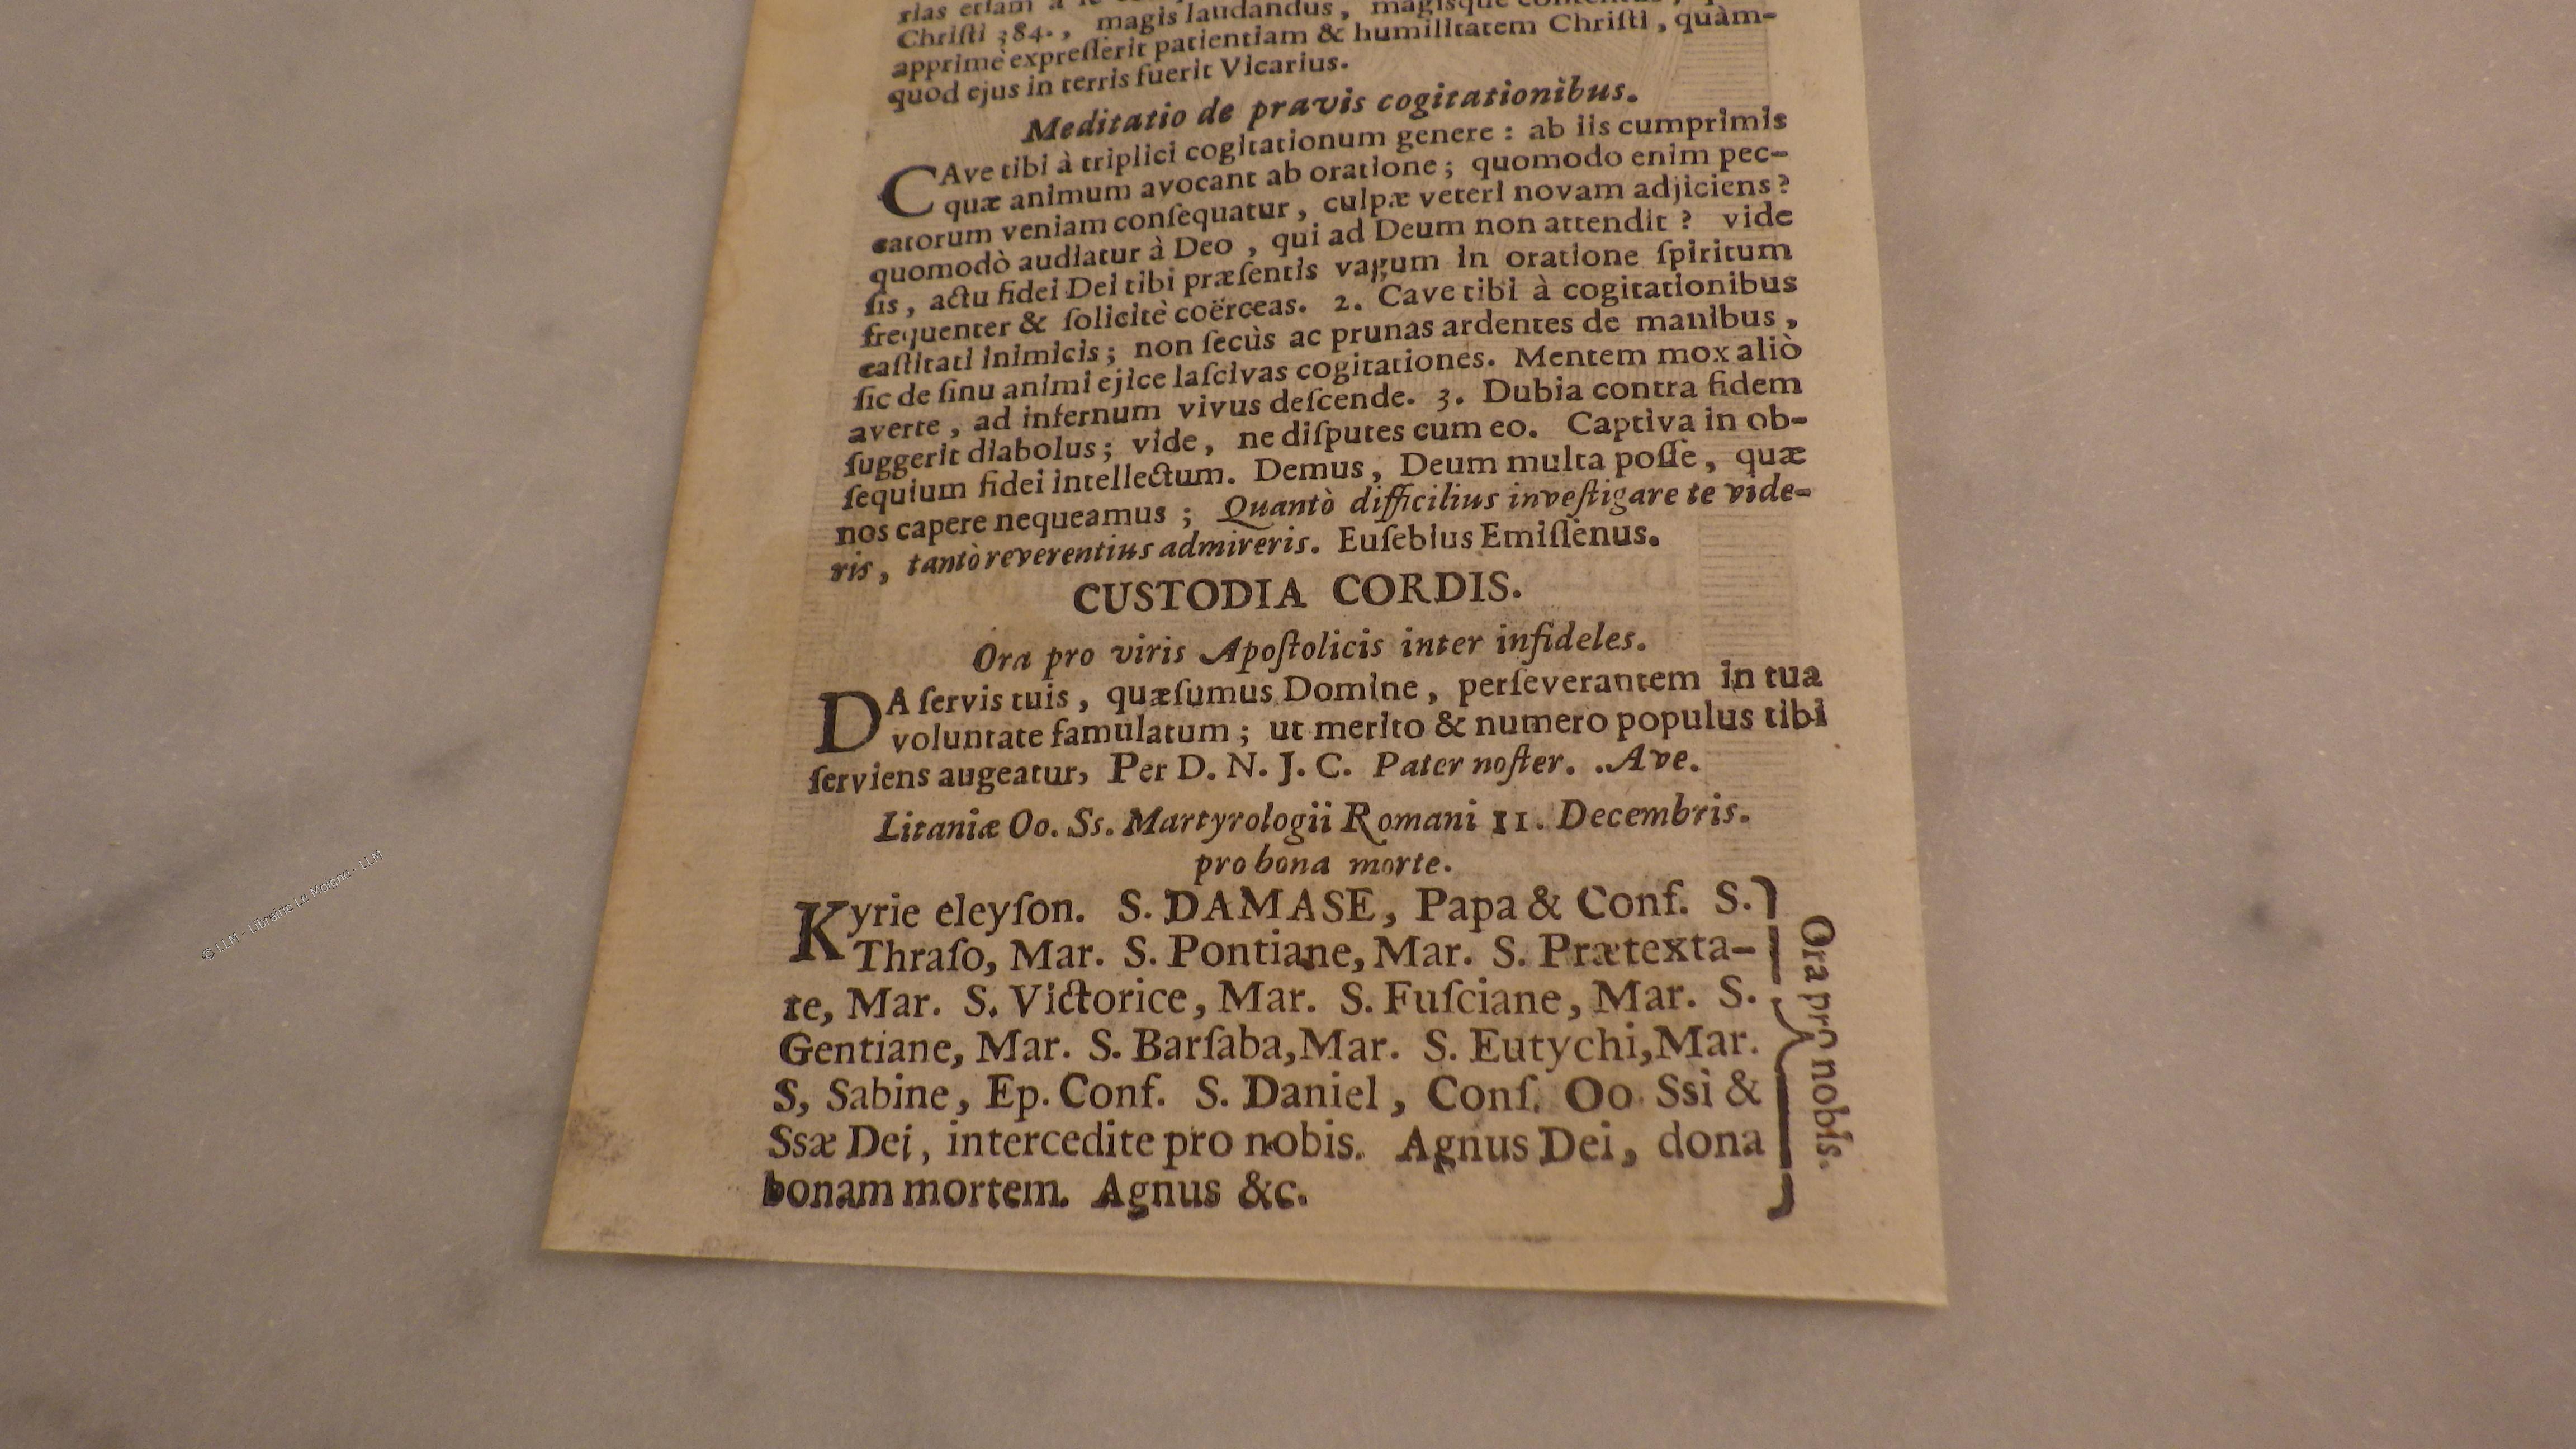 rias etiam à
Chriſti 384., magis laudandus, magisque
apprimè expreſſerit patientiam & humilitatem Chriſti, quàm-
quod ejus in terris fuerit Vicarius.
Meditatio de pravis cogitationibus.
CAve tibi à triplici cogitationum genere: ab iis cumprimis
quæ animum avocant ab oratione; quomodo enim pec-
catorum veniam conſequatur, culpæ veteri novam adjiciens?
quomodò audiatur à Deo, qui ad Deum non attendit? vide
ſis, actu fidei Dei tibi præſentis vagum in oratione ſpiritum
frequenter & ſolicitè coërceas. 2. Cave tibi à cogitationibus
caſtitati inimicis; non ſecùs ac prunas ardentes de manibus,
ſic de ſinu animi ejice laſcivas cogitationes. Mentem mox aliò
averte, ad infernum vivus deſcende. 3. Dubia contra fidem
ſuggerit diabolus; vide, ne diſputes cum eo. Captiva in ob-
ſequium fidei intellectum. Demus, Deum multa poſſe, quæ
nos capere nequeamus; Quantò difficilius inveſtigare te vide-
ris, tantò reverentius admireris. Euſebius Emiſſenus.
CUSTODIA CORDIS.
Ora pro viris Apoſtolicis inter infideles.
DA ſervis tuis, quæſumus Domine, perſeverantem in tua
voluntate famulatum; ut merito & numero populus tibi
ſerviens augeatur, Per D. N. J. C. Pater noſter. Ave.
Litaniæ Oo. Ss. Martyrologii Romani 11. Decembris.
pro bona morte.
Kyrie eleyſon. S. DAMASE, Papa & Conf. S.
Thraſo, Mar. S. Pontiane, Mar. S. Prætexta-
te, Mar. S. Victorice, Mar. S. Fuſciane, Mar. S.
Gentiane, Mar. S. Barſaba, Mar. S. Eutychi, Mar.
S, Sabine, Ep. Conf. S. Daniel, Conf. Oo Ssi &
Ssæ Dei, intercedite pro nobis. Agnus Dei, dona
bonam mortem. Agnus &c.
Ora pro nobis.
© LLM - Librairie Le Moigne - LLM